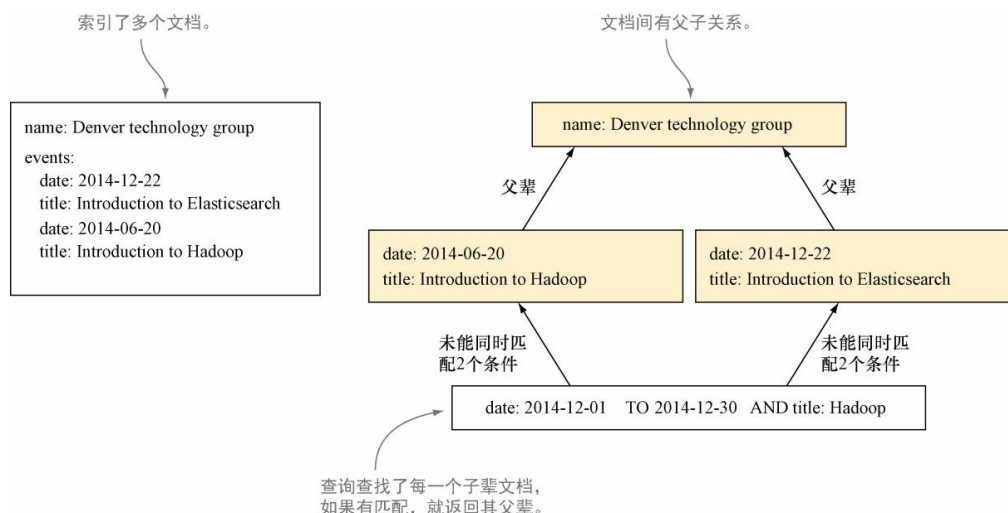 索引了多个文档。
文档间有父子关系。
name: Denver technology group
events:
date: 2014-12-22
title: Introduction to Elasticsearch
date: 2014-06-20
title: Introduction to Hadoop
name: Denver technology group
父辈
父辈
date: 2014-06-20
title: Introduction to Hadoop
date: 2014-12-22
title: Introduction to Elasticsearch
未能同时匹
配2个条件
未能同时匹
配2个条件
date: 2014-12-01 TO 2014-12-30 AND title: Hadoop
查询查找了每一个子辈文档，
如果有匹配，就返回其父辈。